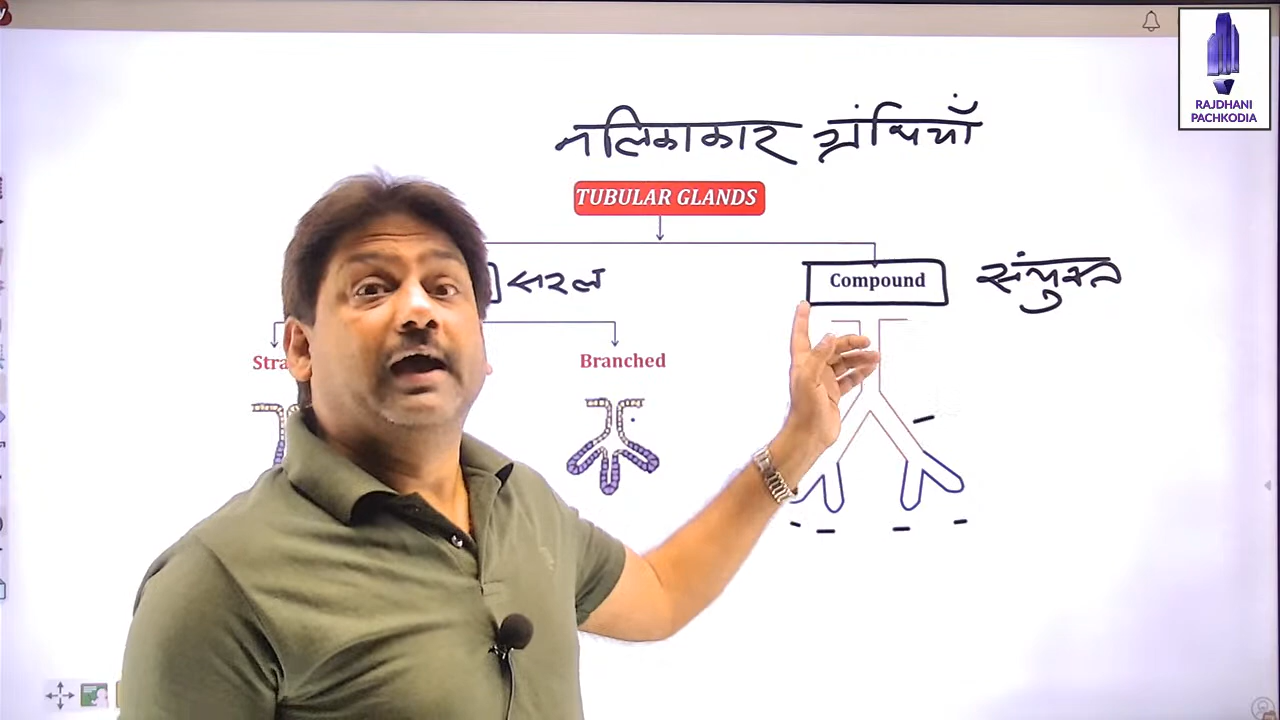 RAJDHANI
PACHKODIA
नलिकाकार ग्रंथियाँ
TUBULAR GLANDS
सरल
Compound
संयुक्त
Branched